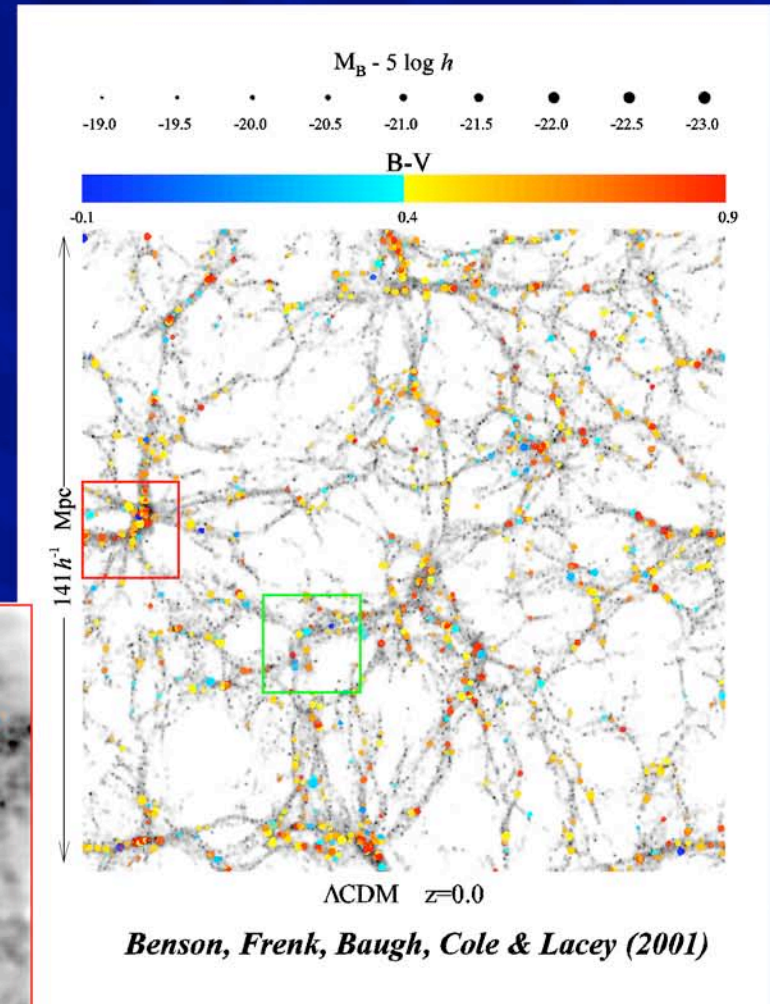 M_B - 5 log h
-19.0 -19.5 -20.0 -20.5 -21.0 -21.5 -22.0 -22.5 -23.0
B-V
-0.1 0.4 0.9
141 h⁻¹ Mpc
ΛCDM z=0.0
Benson, Frenk, Baugh, Cole & Lacey (2001)